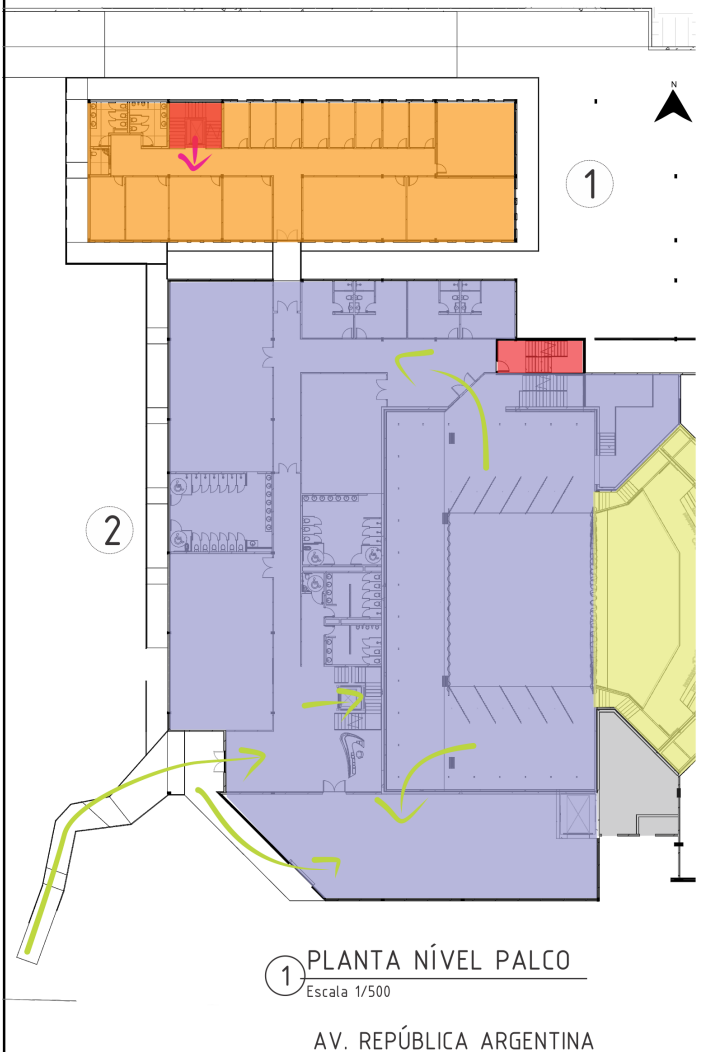 N
1
2
1 PLANTA NÍVEL PALCO
Escala 1/500
AV. REPÚBLICA ARGENTINA